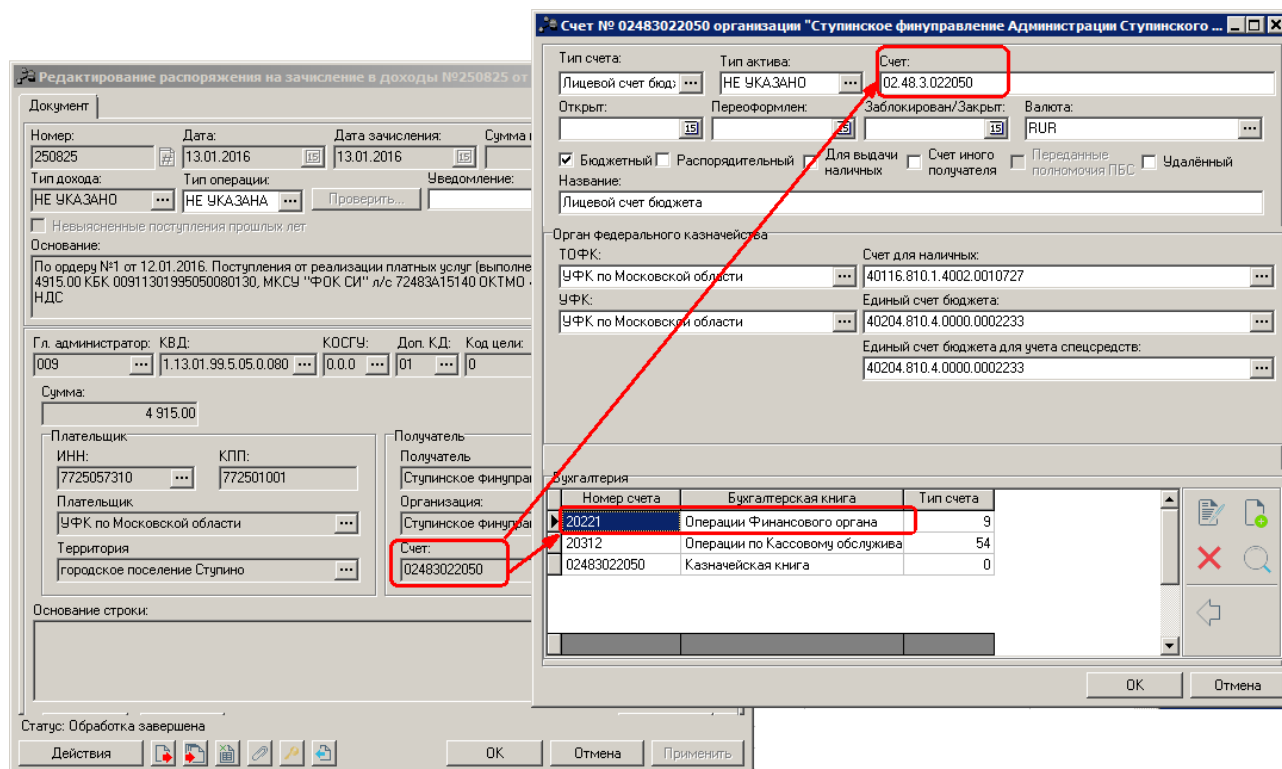 Редактирование распоряжения на зачисление в доходы №250825 от
Документ
Номер: Дата: Дата зачисления: Сумма
250825 13.01.2016 13.01.2016
Тип дохода: Тип операции: Уведомление:
НЕ УКАЗАНО НЕ УКАЗАНА Проверить...
Невыясненные поступления прошлых лет
Основание:
По ордеру №1 от 12.01.2016. Поступления от реализации платных услуг (выполне
4915.00 КБК 00911301995050080130, МКСУ "ФОК СИ" л/с 72483А15140 ОКТМО
НДС
Гл. администратор: КВД: КОСГУ: Доп. КД: Код цели:
009 1.13.01.99.5.05.0.080 0.0.0 01 0
Сумма:
4 915.00
Плательщик
ИНН: КПП:
7725057310 772501001
Плательщик
УФК по Московской области
Территория
городское поселение Ступино
Получатель
Получатель
Ступинское финупра
Организация:
Ступинское финупра
Счет:
02483022050
Основание строки:
Статус: Обработка завершена
Действия OK Отмена Применить
Счет № 02483022050 организации "Ступинское финуправление Администрации Ступинского ...
Тип счета: Тип актива: Счет:
Лицевой счет бюдж НЕ УКАЗАНО 02.48.3.022050
Открыт: Переоформлен: Заблокирован/Закрыт: Валюта:
15 15 15 RUR
Бюджетный Распорядительный Для выдачи наличных Счет иного получателя Переданные полномочия ПБС Удалённый
Название:
Лицевой счет бюджета
Орган федерального казначейства
ТОФК: Счет для наличных:
УФК по Московской области 40116.810.1.4002.0010727
УФК: Единый счет бюджета:
УФК по Московской области 40204.810.4.0000.0002233
Единый счет бюджета для учета спецсредств:
40204.810.4.0000.0002233
Бухгалтерия
Номер счета Бухгалтерская книга Тип счета
20221 Операции Финансового органа 9
20312 Операции по Кассовому обслужива 54
02483022050 Казначейская книга 0
OK Отмена